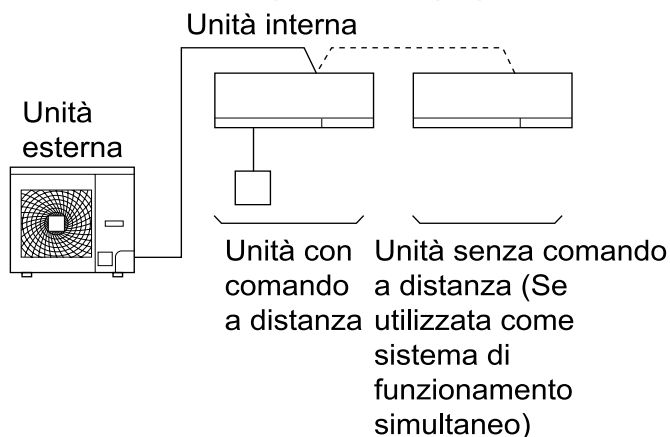 Unità interna
Unità
esterna
Unità con
comando
a distanza
Unità senza comando
a distanza (Se
utilizzata come
sistema di
funzionamento
simultaneo)